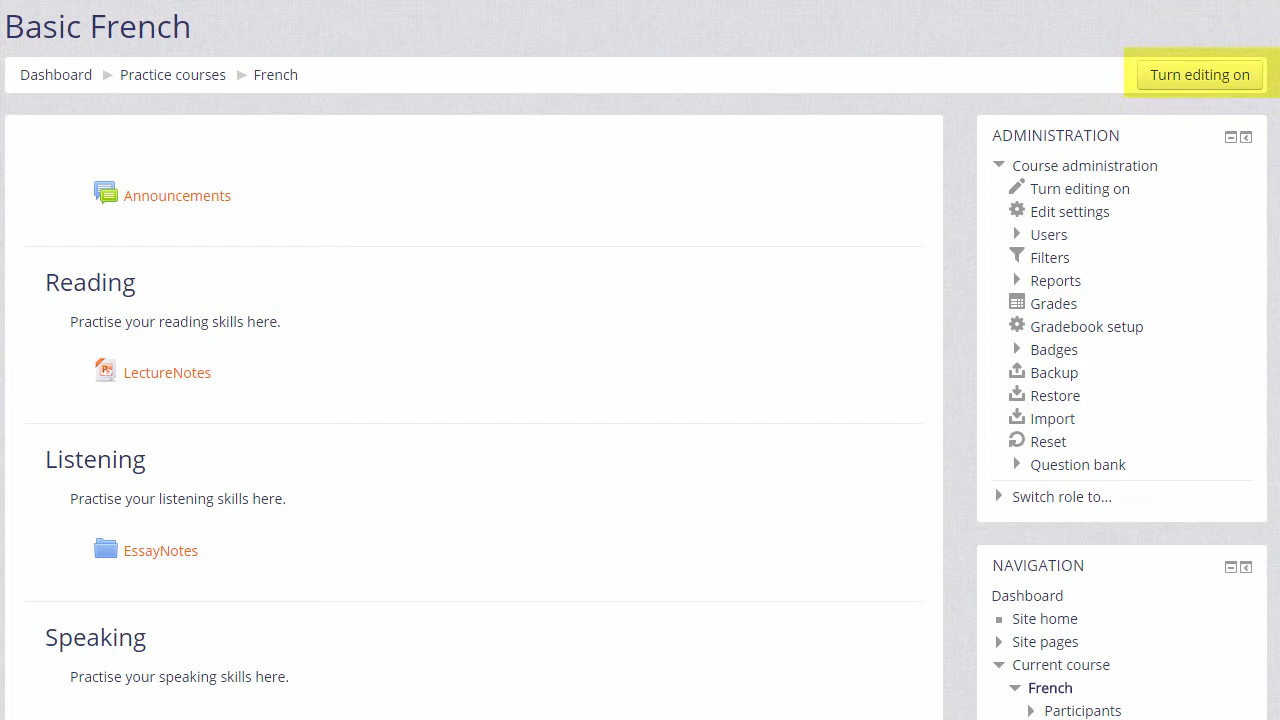 Basic French
Dashboard Practice courses French
Turn editing on
Announcements
Reading
Practise your reading skills here.
LectureNotes
Listening
Practise your listening skills here.
EssayNotes
Speaking
Practise your speaking skills here.
ADMINISTRATION
Course administration
Turn editing on
Edit settings
Users
Filters
Reports
Grades
Gradebook setup
Badges
Backup
Restore
Import
Reset
Question bank
Switch role to...
NAVIGATION
Dashboard
Site home
Site pages
Current course
French
Participants